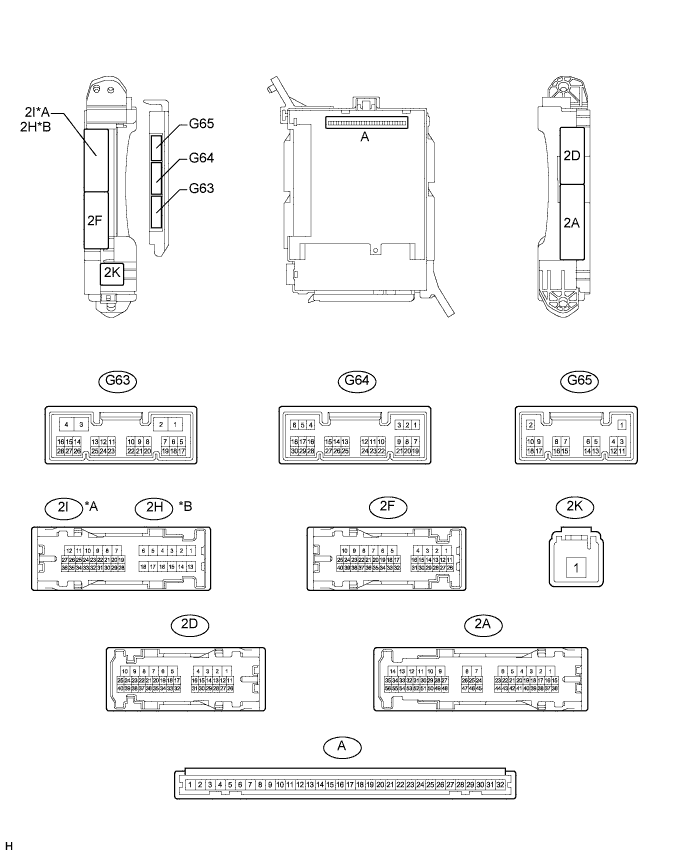 2I*A
2H*B
G65
G64
G63
2F
2K
A
2D
2A
G63
G64
G65
4 3 2 1
16 15 14 13 12 11 10 9 8 7 6 5
28 27 26 25 24 23 22 21 20 19 18 17
6 5 4 3 2 1
18 17 16 15 14 13 12 11 10 9 8 7
30 29 28 27 26 25 24 23 22 21 20 19
2 1
10 9 8 7 6 5 4 3
18 17 16 15 14 13 12 11
2I *A 2H *B
2F
2K
12 11 10 9 8 7 6 5 4 3 2 1
27 26 25 24 23 22 21 20 19
36 35 34 33 32 31 30 29 28 18 17 16 15 14 13
10 9 8 7 6 5 4 3 2 1
25 24 23 22 21 20 19 18 17 16 15 14 13 12 11
40 39 38 37 36 35 34 33 32 31 30 29 28 27 26
1
2D
2A
10 9 8 7 6 5 4 3 2 1
25 24 23 22 21 20 19 18 17 16 15 14 13 12 11
40 39 38 37 36 35 34 33 32 31 30 29 28 27 26
14 13 12 11 10 9 8 7 6 5 4 3 2 1
35 34 33 32 31 30 29 28 27 26 25 24 23 22 21 20 19 18 17 16 15
56 55 54 53 52 51 50 49 48 47 46 45 44 43 42 41 40 39 38 37 36
A
1 2 3 4 5 6 7 8 9 10 11 12 13 14 15 16 17 18 19 20 21 22 23 24 25 26 27 28 29 30 31 32
H